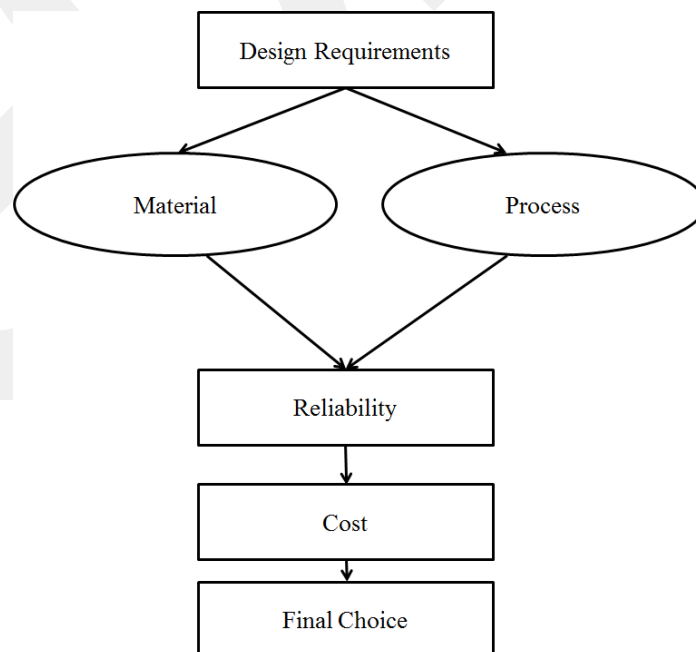 Design Requirements
Material
Process
Reliability
Cost
Final Choice